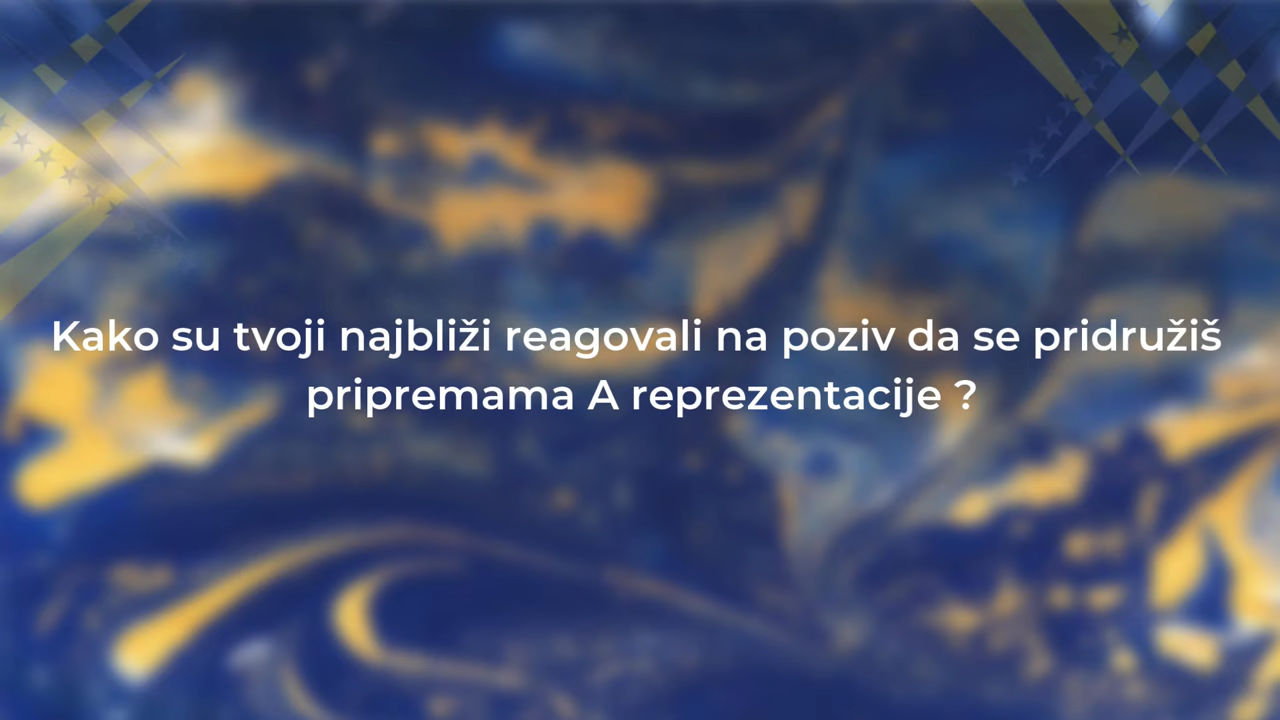 Kako su tvoji najbliži reagovali na poziv da se pridružiš
pripremama A reprezentacije ?